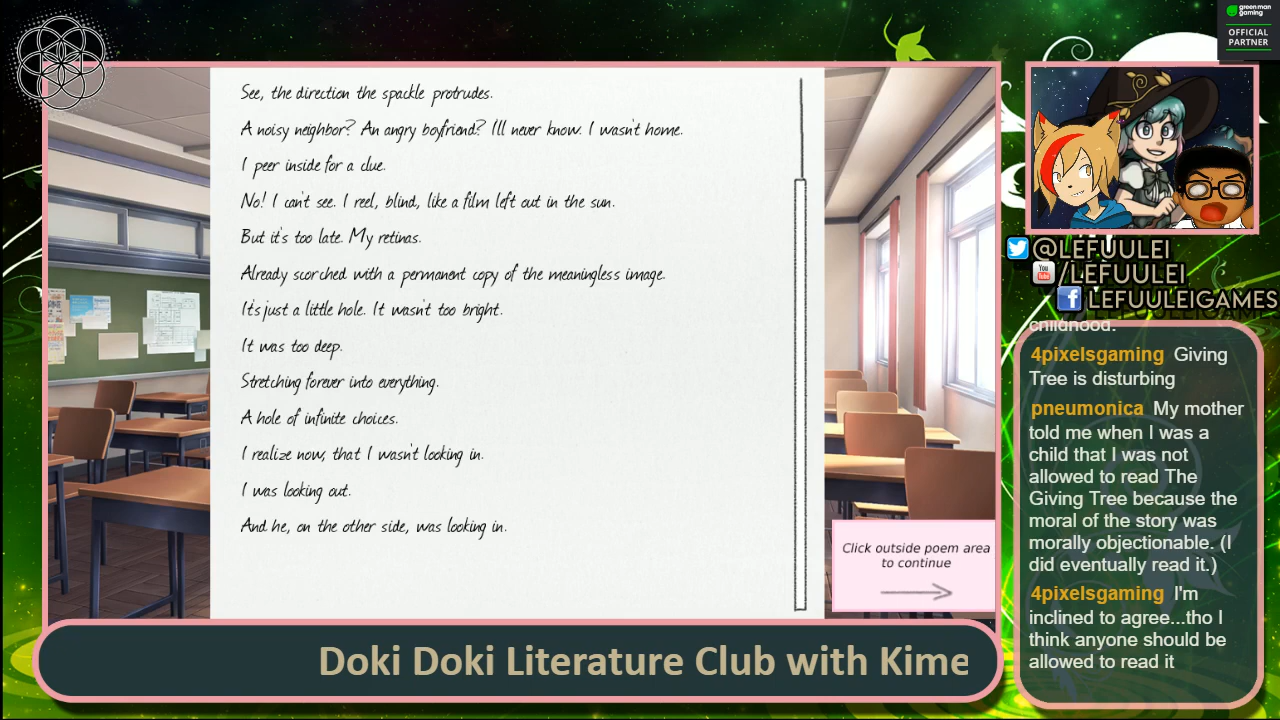 green man
gaming
OFFICIAL
PARTNER
See, the direction the spackle protrudes.
A noisy neighbor? An angry boyfriend? I'll never know. I wasn't home.
I peer inside for a clue.
No! I can't see. I reel, blind, like a film left out in the sun.
But it's too late. My retinas.
Already scorched with a permanent copy of the meaningless image.
It's just a little hole. It wasn't too bright.
It was too deep.
Stretching forever into everything.
A hole of infinite choices.
I realize now, that I wasn't looking in.
I was looking out.
And he, on the other side, was looking in.
Click outside poem area
to continue
@LEFUULEI
You
Tube
/LEFUULEI
LEFUULEIGAMES
childhood.
4pixelsgaming Giving
Tree is disturbing
pneumonica My mother
told me when I was a
child that I was not
allowed to read The
Giving Tree because the
moral of the story was
morally objectionable. (I
did eventually read it.)
4pixelsgaming I'm
inclined to agree...tho I
think anyone should be
allowed to read it
Doki Doki Literature Club with Kime